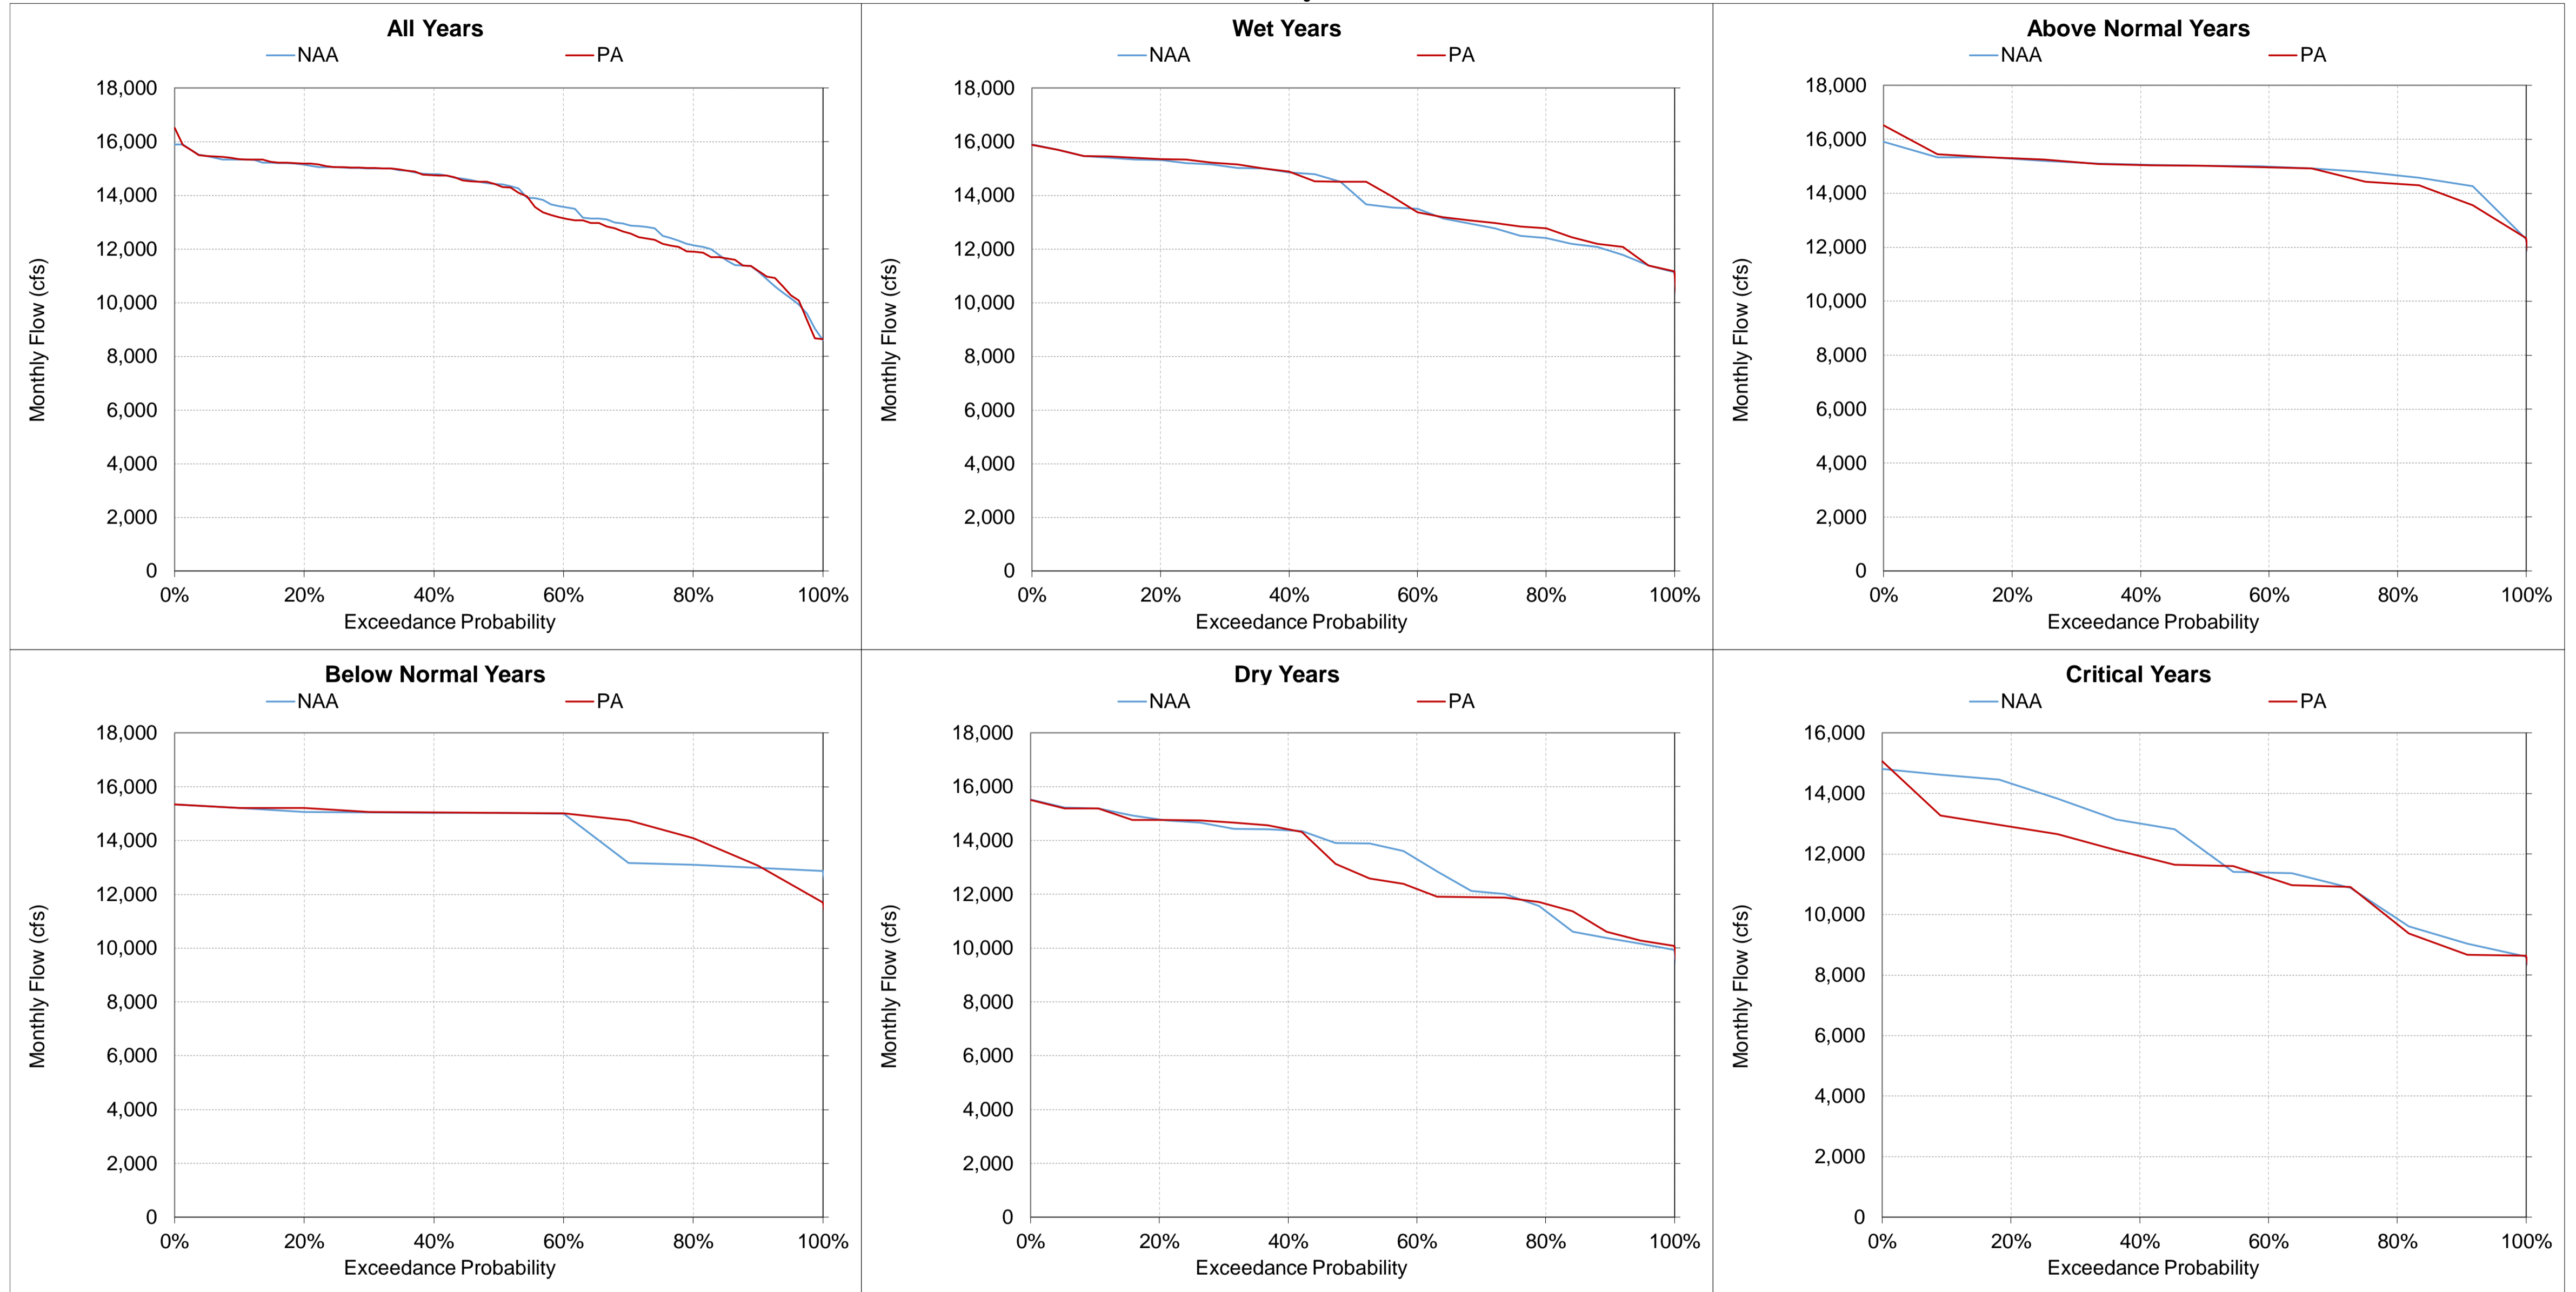 All Years
NAA PA
18,000
16,000
14,000
12,000
10,000
8,000
6,000
4,000
2,000
0
0% 20% 40% 60% 80% 100%
Monthly Flow (cfs)
Exceedance Probability
Wet Years
NAA PA
18,000
16,000
14,000
12,000
10,000
8,000
6,000
4,000
2,000
0
0% 20% 40% 60% 80% 100%
Monthly Flow (cfs)
Exceedance Probability
Above Normal Years
NAA PA
18,000
16,000
14,000
12,000
10,000
8,000
6,000
4,000
2,000
0
0% 20% 40% 60% 80% 100%
Monthly Flow (cfs)
Exceedance Probability
Below Normal Years
NAA PA
18,000
16,000
14,000
12,000
10,000
8,000
6,000
4,000
2,000
0
0% 20% 40% 60% 80% 100%
Monthly Flow (cfs)
Exceedance Probability
Dry Years
NAA PA
18,000
16,000
14,000
12,000
10,000
8,000
6,000
4,000
2,000
0
0% 20% 40% 60% 80% 100%
Monthly Flow (cfs)
Exceedance Probability
Critical Years
NAA PA
16,000
14,000
12,000
10,000
8,000
6,000
4,000
2,000
0
0% 20% 40% 60% 80% 100%
Monthly Flow (cfs)
Exceedance Probability